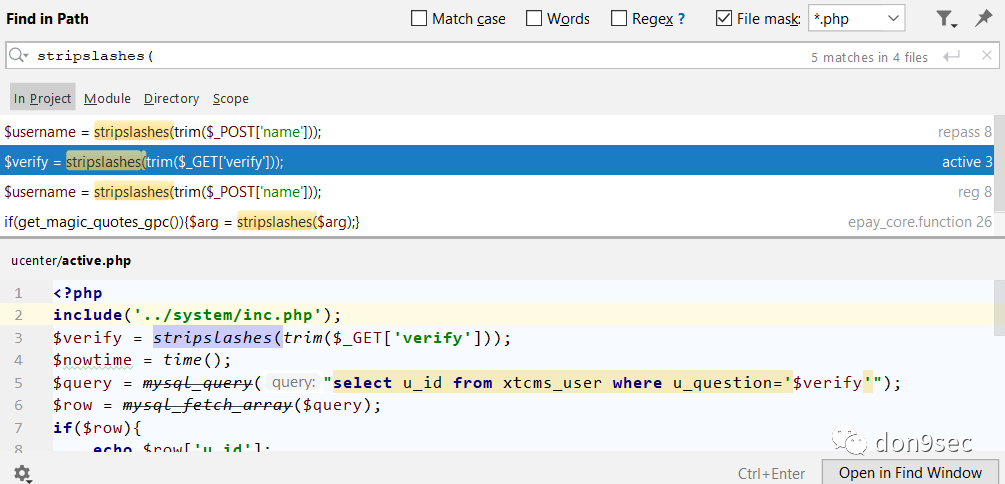 Find in Path
Match case
Words
Regex ?
File mask:
*.php
stripslashes(
5 matches in 4 files
In Project
Module
Directory
Scope
$username = stripslashes(trim($_POST['name']));
repass 8
$verify = stripslashes(trim($_GET['verify']));
active 3
$username = stripslashes(trim($_POST['name']));
reg 8
if(get_magic_quotes_gpc()){$arg = stripslashes($arg);}
epay_core.function 26
ucenter/active.php
1 <?php
2 include('../system/inc.php');
3 $verify = stripslashes(trim($_GET['verify']));
4 $nowtime = time();
5 $query = mysql_query( query: "select u_id from xtcms_user where u_question='$verify'");
6 $row = mysql_fetch_array($query);
7 if($row){
8 echo $row['u_id'];
don9sec
Ctrl+Enter
Open in Find Window